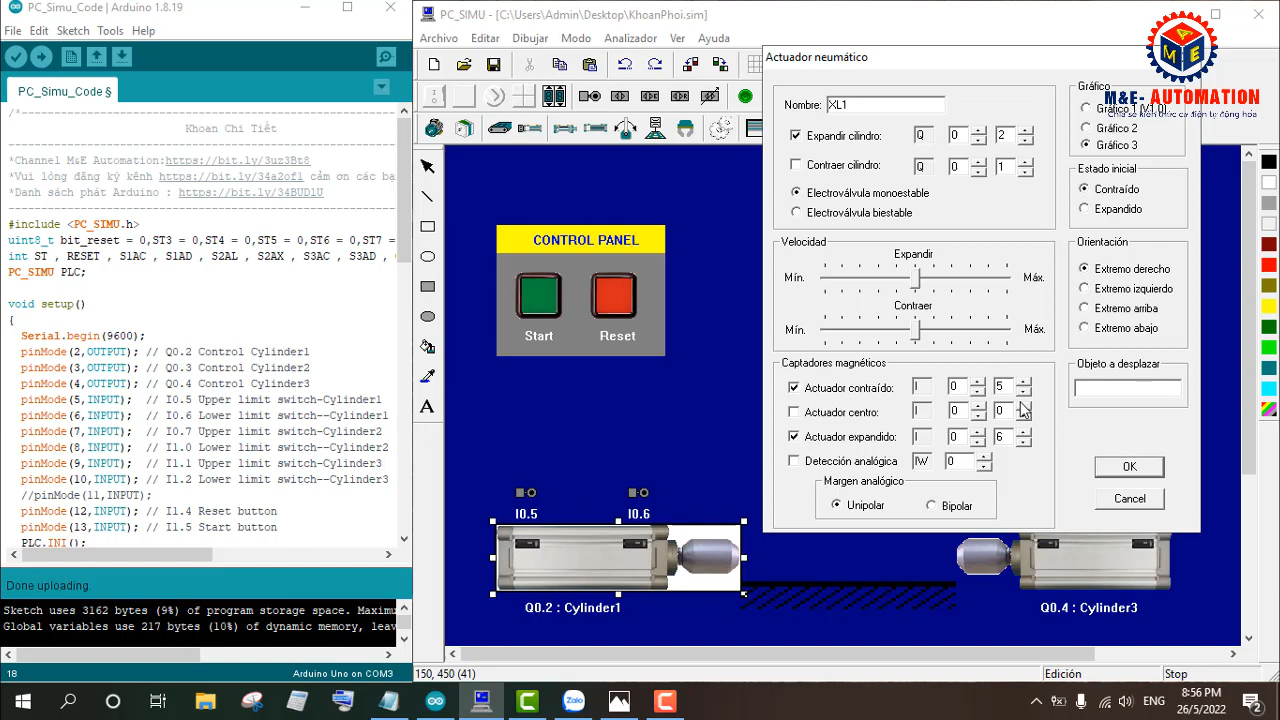 PC_Simu_Code | Arduino 1.8.19
File Edit Sketch Tools Help
PC_Simu_Code §
/*-----------------------------------------------
Khoan Chi Tiết
-----------------------------------------------
*Channel M&E Automation:https://bit.ly/3uz3Bt8
*Vui lòng đăng ký kênh https://bit.ly/34a2of1 cảm ơn các bạ
*Danh sách phát Arduino : https://bit.ly/34BUD1U
-----------------------------------------------
#include <PC_SIMU.h>
uint8_t bit_reset = 0,ST3 = 0,ST4 = 0,ST5 = 0,ST6 = 0,ST7 =
int ST , RESET , S1AC , S1AD , S2AL , S2AX , S3AC , S3AD ,
PC_SIMU PLC;
void setup()
{
Serial.begin(9600);
pinMode(2,OUTPUT); // Q0.2 Control Cylinder1
pinMode(3,OUTPUT); // Q0.3 Control Cylinder2
pinMode(4,OUTPUT); // Q0.4 Control Cylinder3
pinMode(5,INPUT); // I0.5 Upper limit switch-Cylinder1
pinMode(6,INPUT); // I0.6 Lower limit switch--Cylinder1
pinMode(7,INPUT); // I0.7 Upper limit switch-Cylinder2
pinMode(8,INPUT); // I1.0 Lower limit switch--Cylinder2
pinMode(9,INPUT); // I1.1 Upper limit switch-Cylinder3
pinMode(10,INPUT); // I1.2 Lower limit switch-Cylinder3
//pinMode(11,INPUT);
pinMode(12,INPUT); // I1.4 Reset button
pinMode(13,INPUT); // I1.5 Start button
PLC.INI();
Done uploading.
Sketch uses 3162 bytes (9%) of program storage space. Maximu
Global variables use 217 bytes (10%) of dynamic memory, leav
18
Arduino Uno on COM3
PC_SIMU - [C:\Users\Admin\Desktop\KhoanPhoi.sim]
Archivo Editar Dibujar Modo Analizador Ver Ayuda
CONTROL PANEL
Start Reset
I0.5 I0.6
Q0.2 : Cylinder1
Q0.4 : Cylinder3
150, 450 (41)
Edición
Stop
Actuador neumático
Nombre: XL1
Expandir cilindro: Q 0 2
Contraer cilindro: Q 0 1
Electroválvula monoestable
Electroválvula biestable
Velocidad
Expandir
Mín. Máx.
Contraer
Mín. Máx.
Captadores magnéticos
Actuador contraído: I 0 5
Actuador centro: I 0 0
Actuador expandido: I 0 6
Detección analógica IW 0
Margen analógico
Unipolar Bipolar
Gráfico
Gráfico 1 (V1.0)
Gráfico 2
Gráfico 3
Estado inicial
Contraído
Expandido
Orientación
Extremo derecho
Extremo izquierdo
Extremo arriba
Extremo abajo
Objeto a desplazar
OK
Cancel
A
M E
M&E- AUTOMATION
Zalo
ENG
8:56 PM
26/5/2022
2